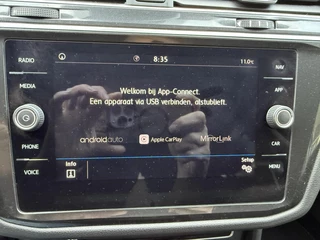 8:35
11.0°C
RADIO
MEDIA
PHONE
VOICE
Welkom bij App-Connect.
Een apparaat via USB verbinden, alstublieft.
androidauto
Apple CarPlay
MirrorLink
Info
Setup
NAV
APP
CAR
MENU